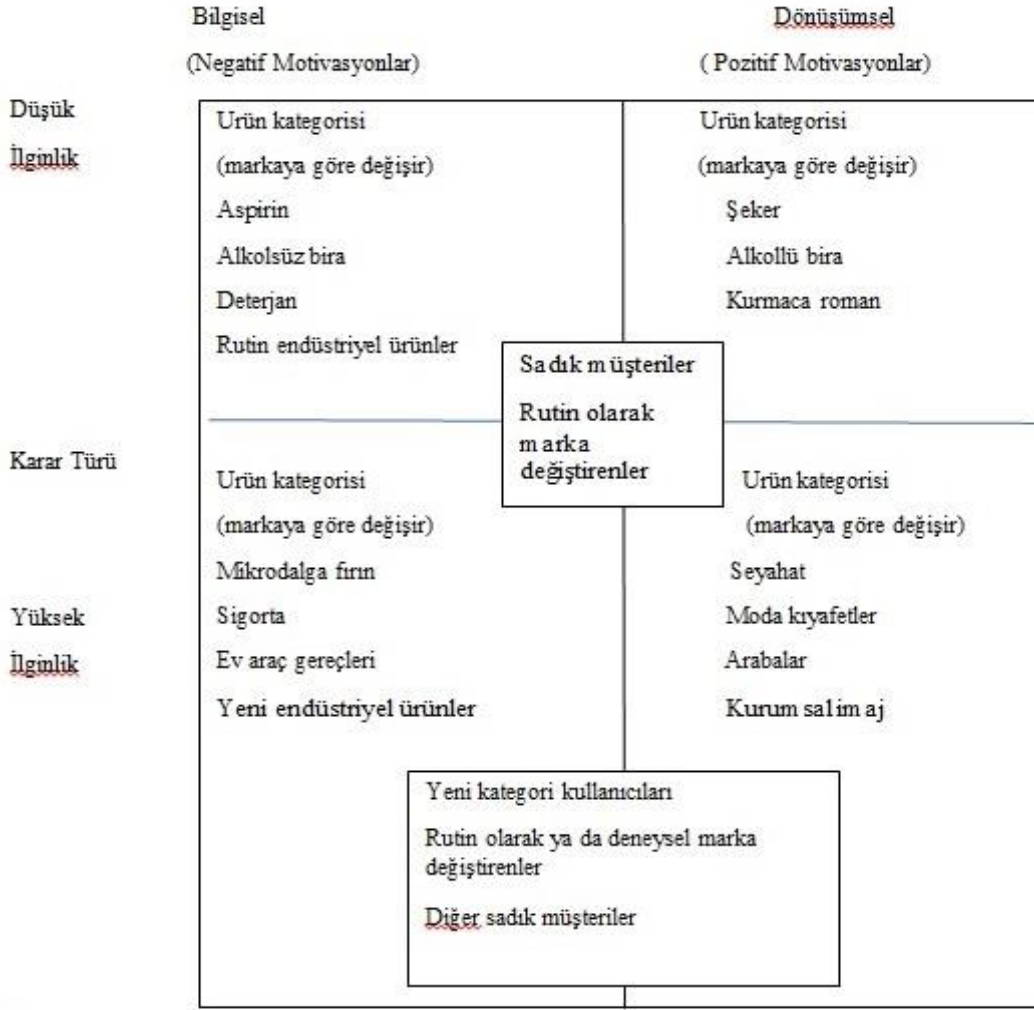 Bilgisel
Dönüşümsel
(Negatif Motivasyonlar)
( Pozitif Motivasyonlar)
Düşük
İlginlik
Urün kategorisi
(markaya göre değişir)
Aspirin
Alkolsüz bira
Deterjan
Rutin endüstriyel ürünler
Urün kategorisi
(markaya göre değişir)
Şeker
Alkollü bira
Kurmaca roman
Sadık müşteriler
Rutin olarak
marka
değiştirenler
Karar Türü
Yüksek
İlginlik
Urün kategorisi
(markaya göre değişir)
Mikrodalga fırın
Sigorta
Ev araç gereçleri
Yeni endüstriyel ürünler
Urün kategorisi
(markaya göre değişir)
Seyahat
Moda kıyafetler
Arabalar
Kurum salim aj
Yeni kategori kullanıcıları
Rutin olarak ya da deneysel marka
değiştirenler
Diğer sadık müşteriler